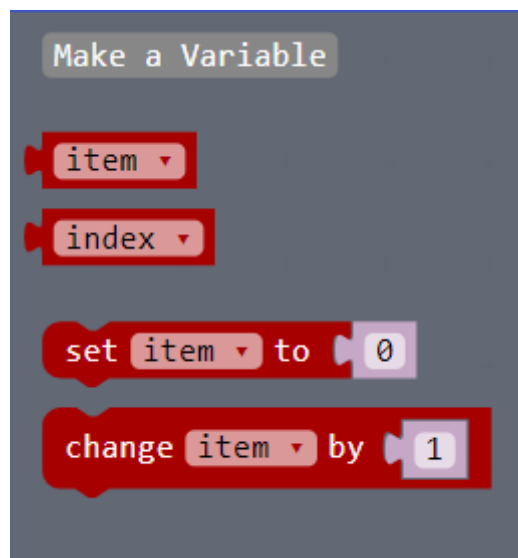 Make a Variable
item
index
set item to 0
change item by 1